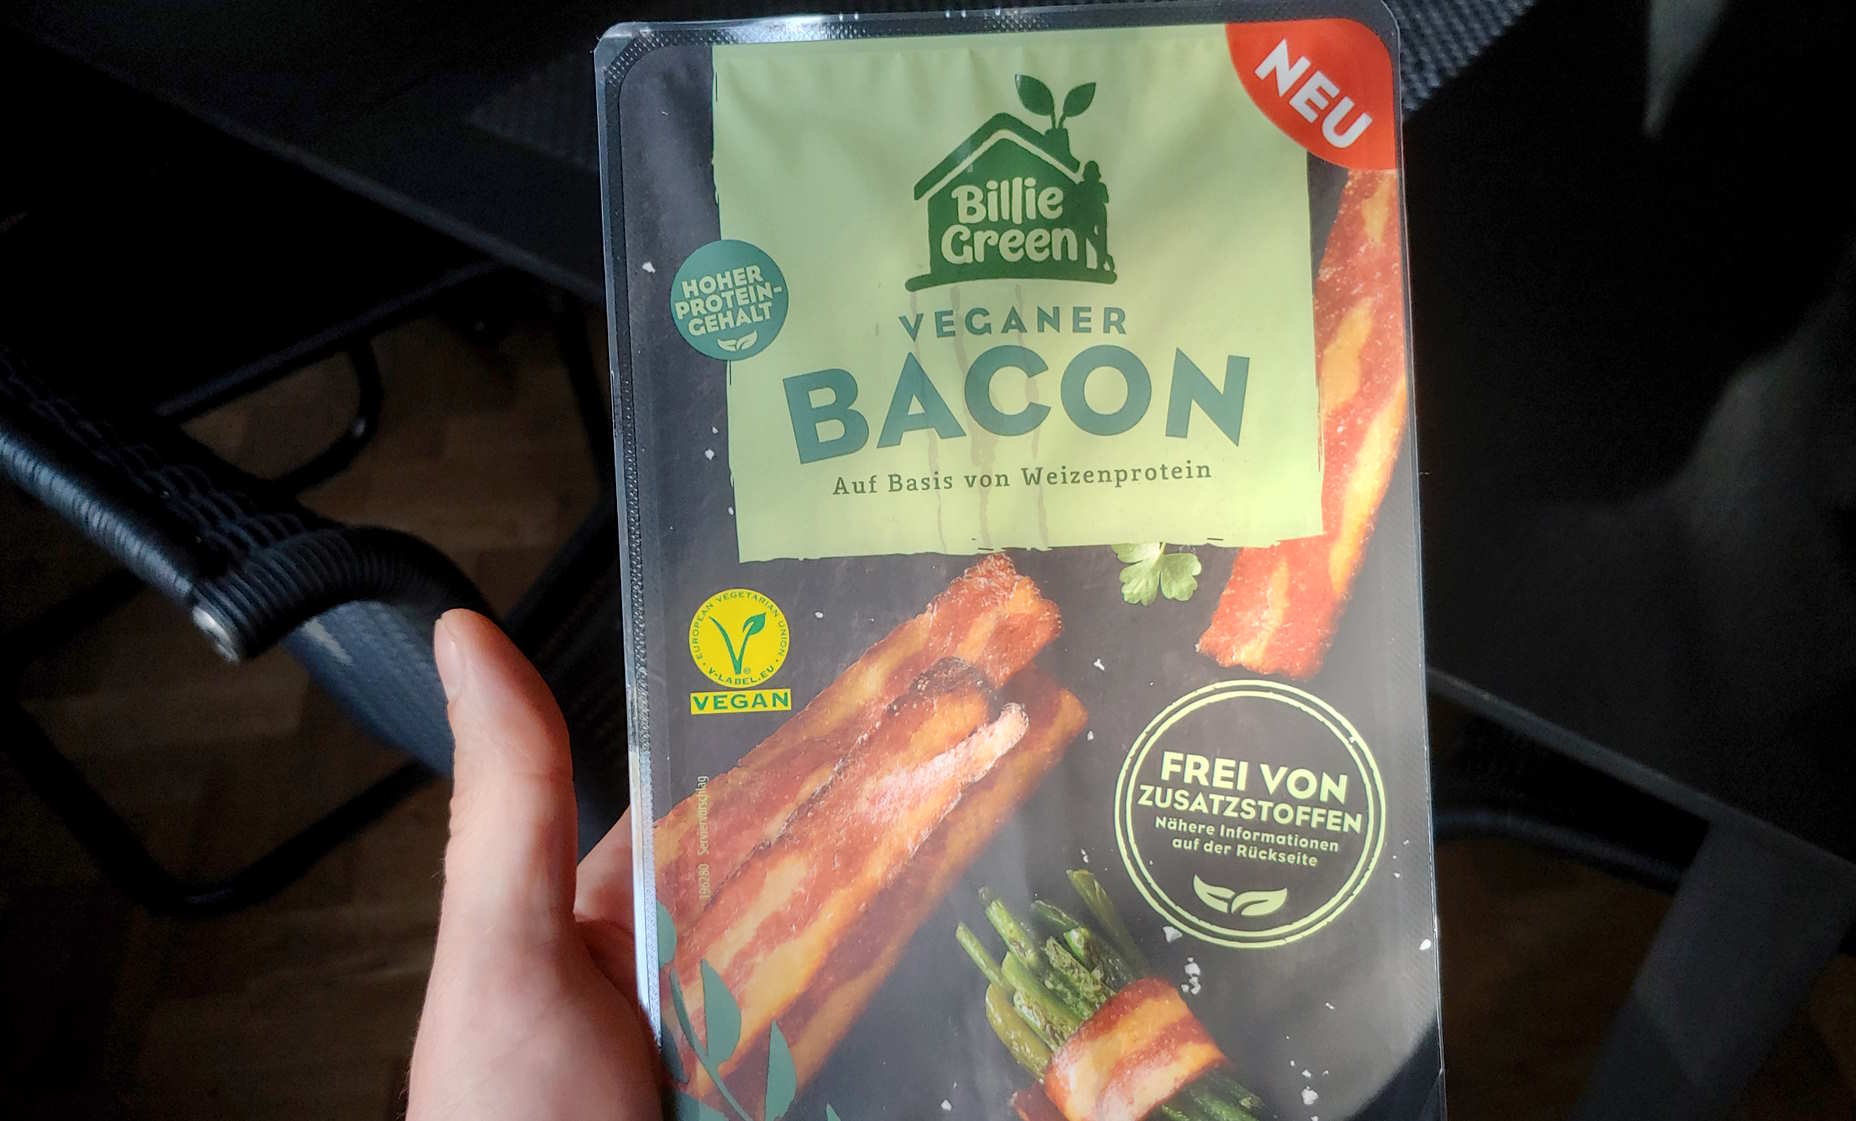 NEU
Billie
Green
HOHER
PROTEIN-
GEHALT
VEGANER
BACON
Auf Basis von Weizenprotein
EUROPEAN VEGETARIAN UNION
V-LABEL.EU
VEGAN
FREI VON
ZUSATZSTOFFEN
Nähere Informationen
auf der Rückseite
Serviervorschlag